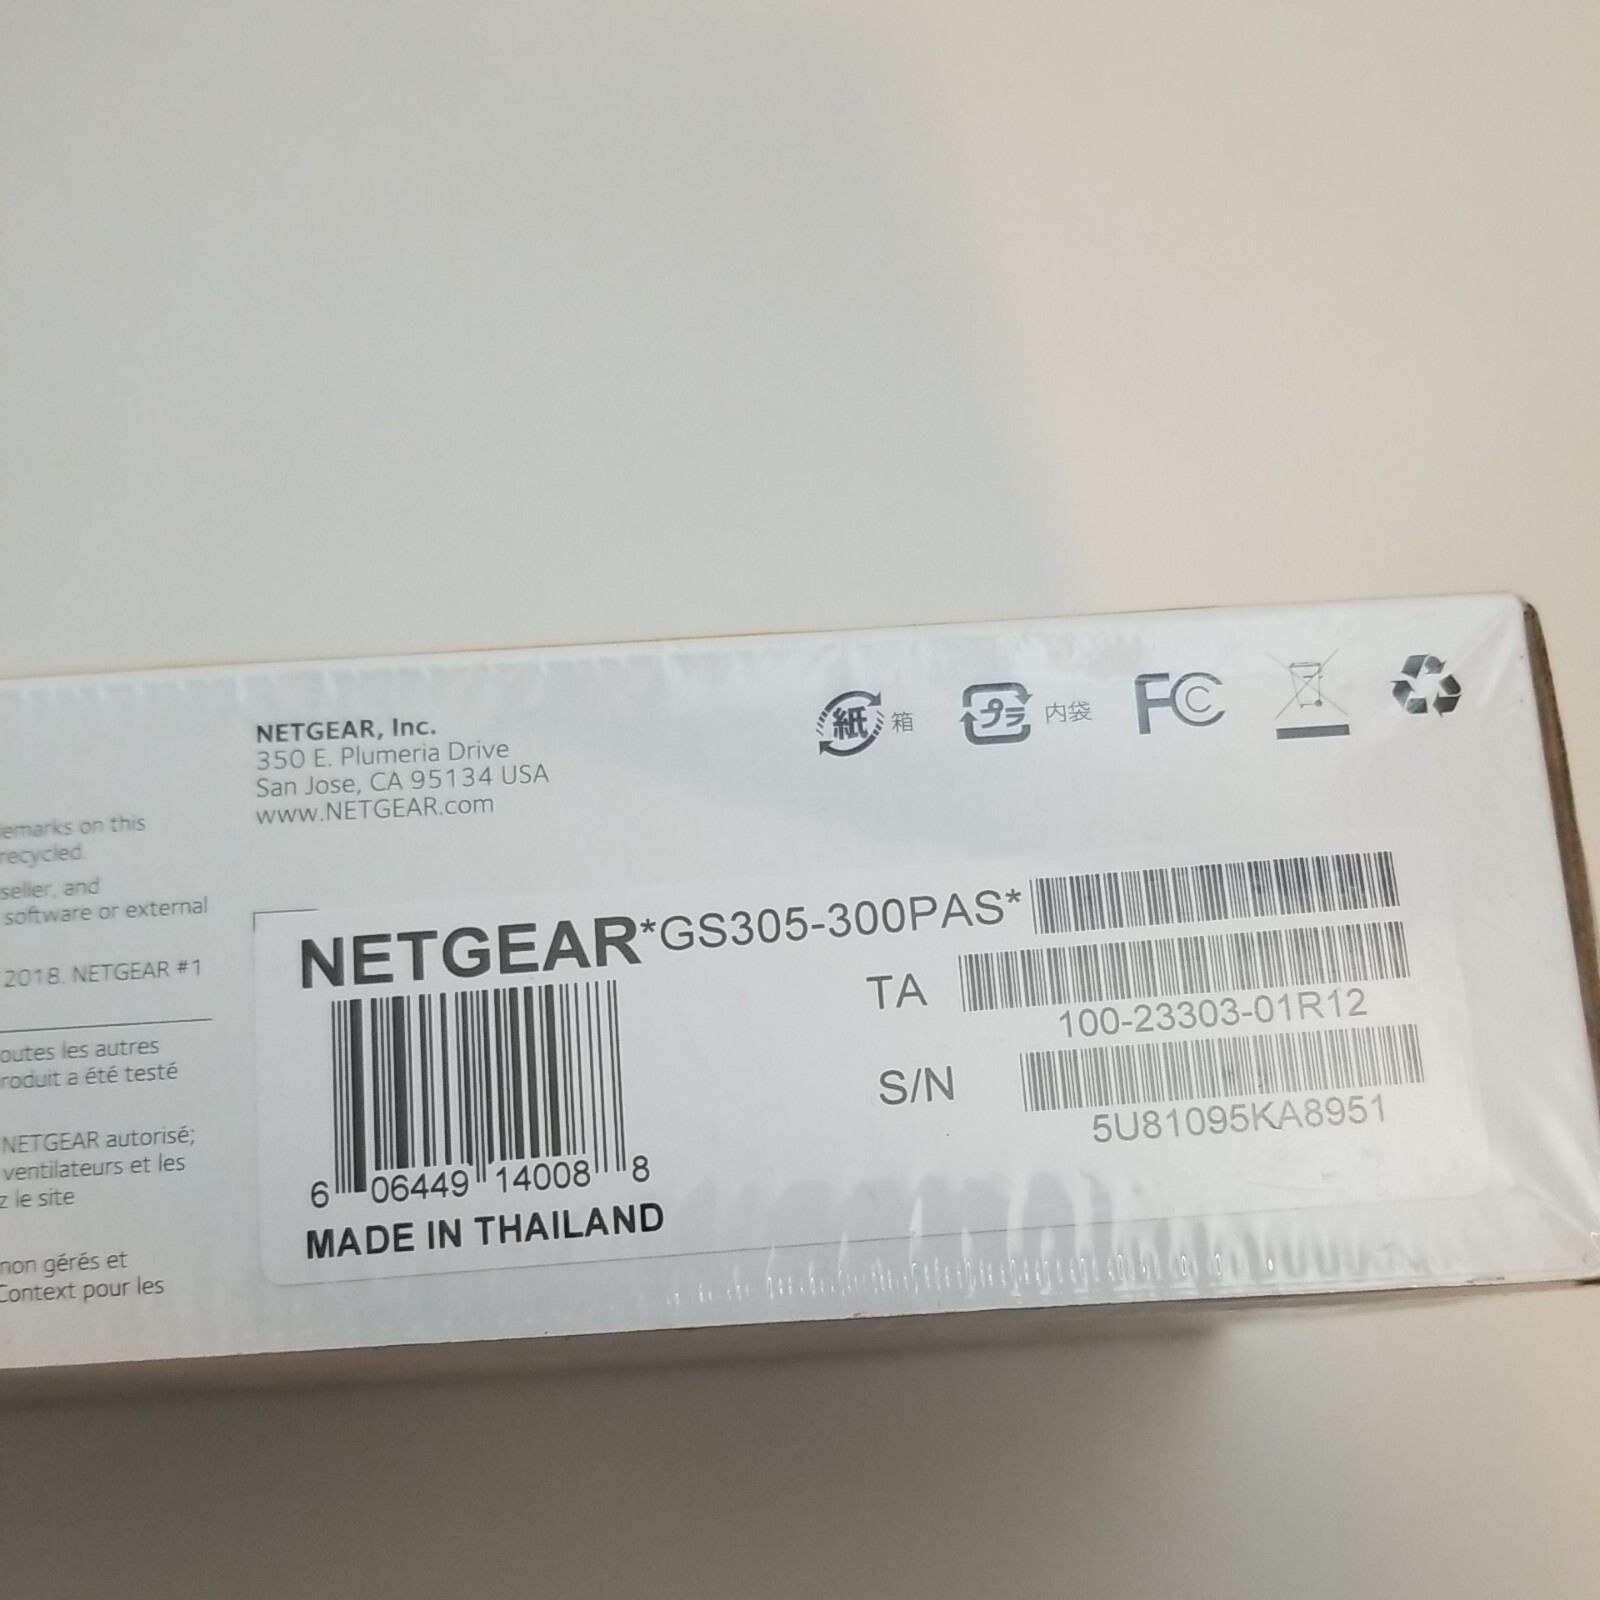 NETGEAR, Inc.
350 E. Plumeria Drive
San Jose, CA 95134 USA
www.NETGEAR.com
紙 箱
プラ 内袋
FC
on this
recycled.
seller, and
software or external
2018. NETGEAR #1
les autres
a été testé
NETGEAR autorisé;
ventilateurs et les
le site
non gérés et
Context pour les
NETGEAR *GS305-300PAS*
TA
100-23303-01R12
S/N
5U81095KA8951
6 06449 14008 8
MADE IN THAILAND